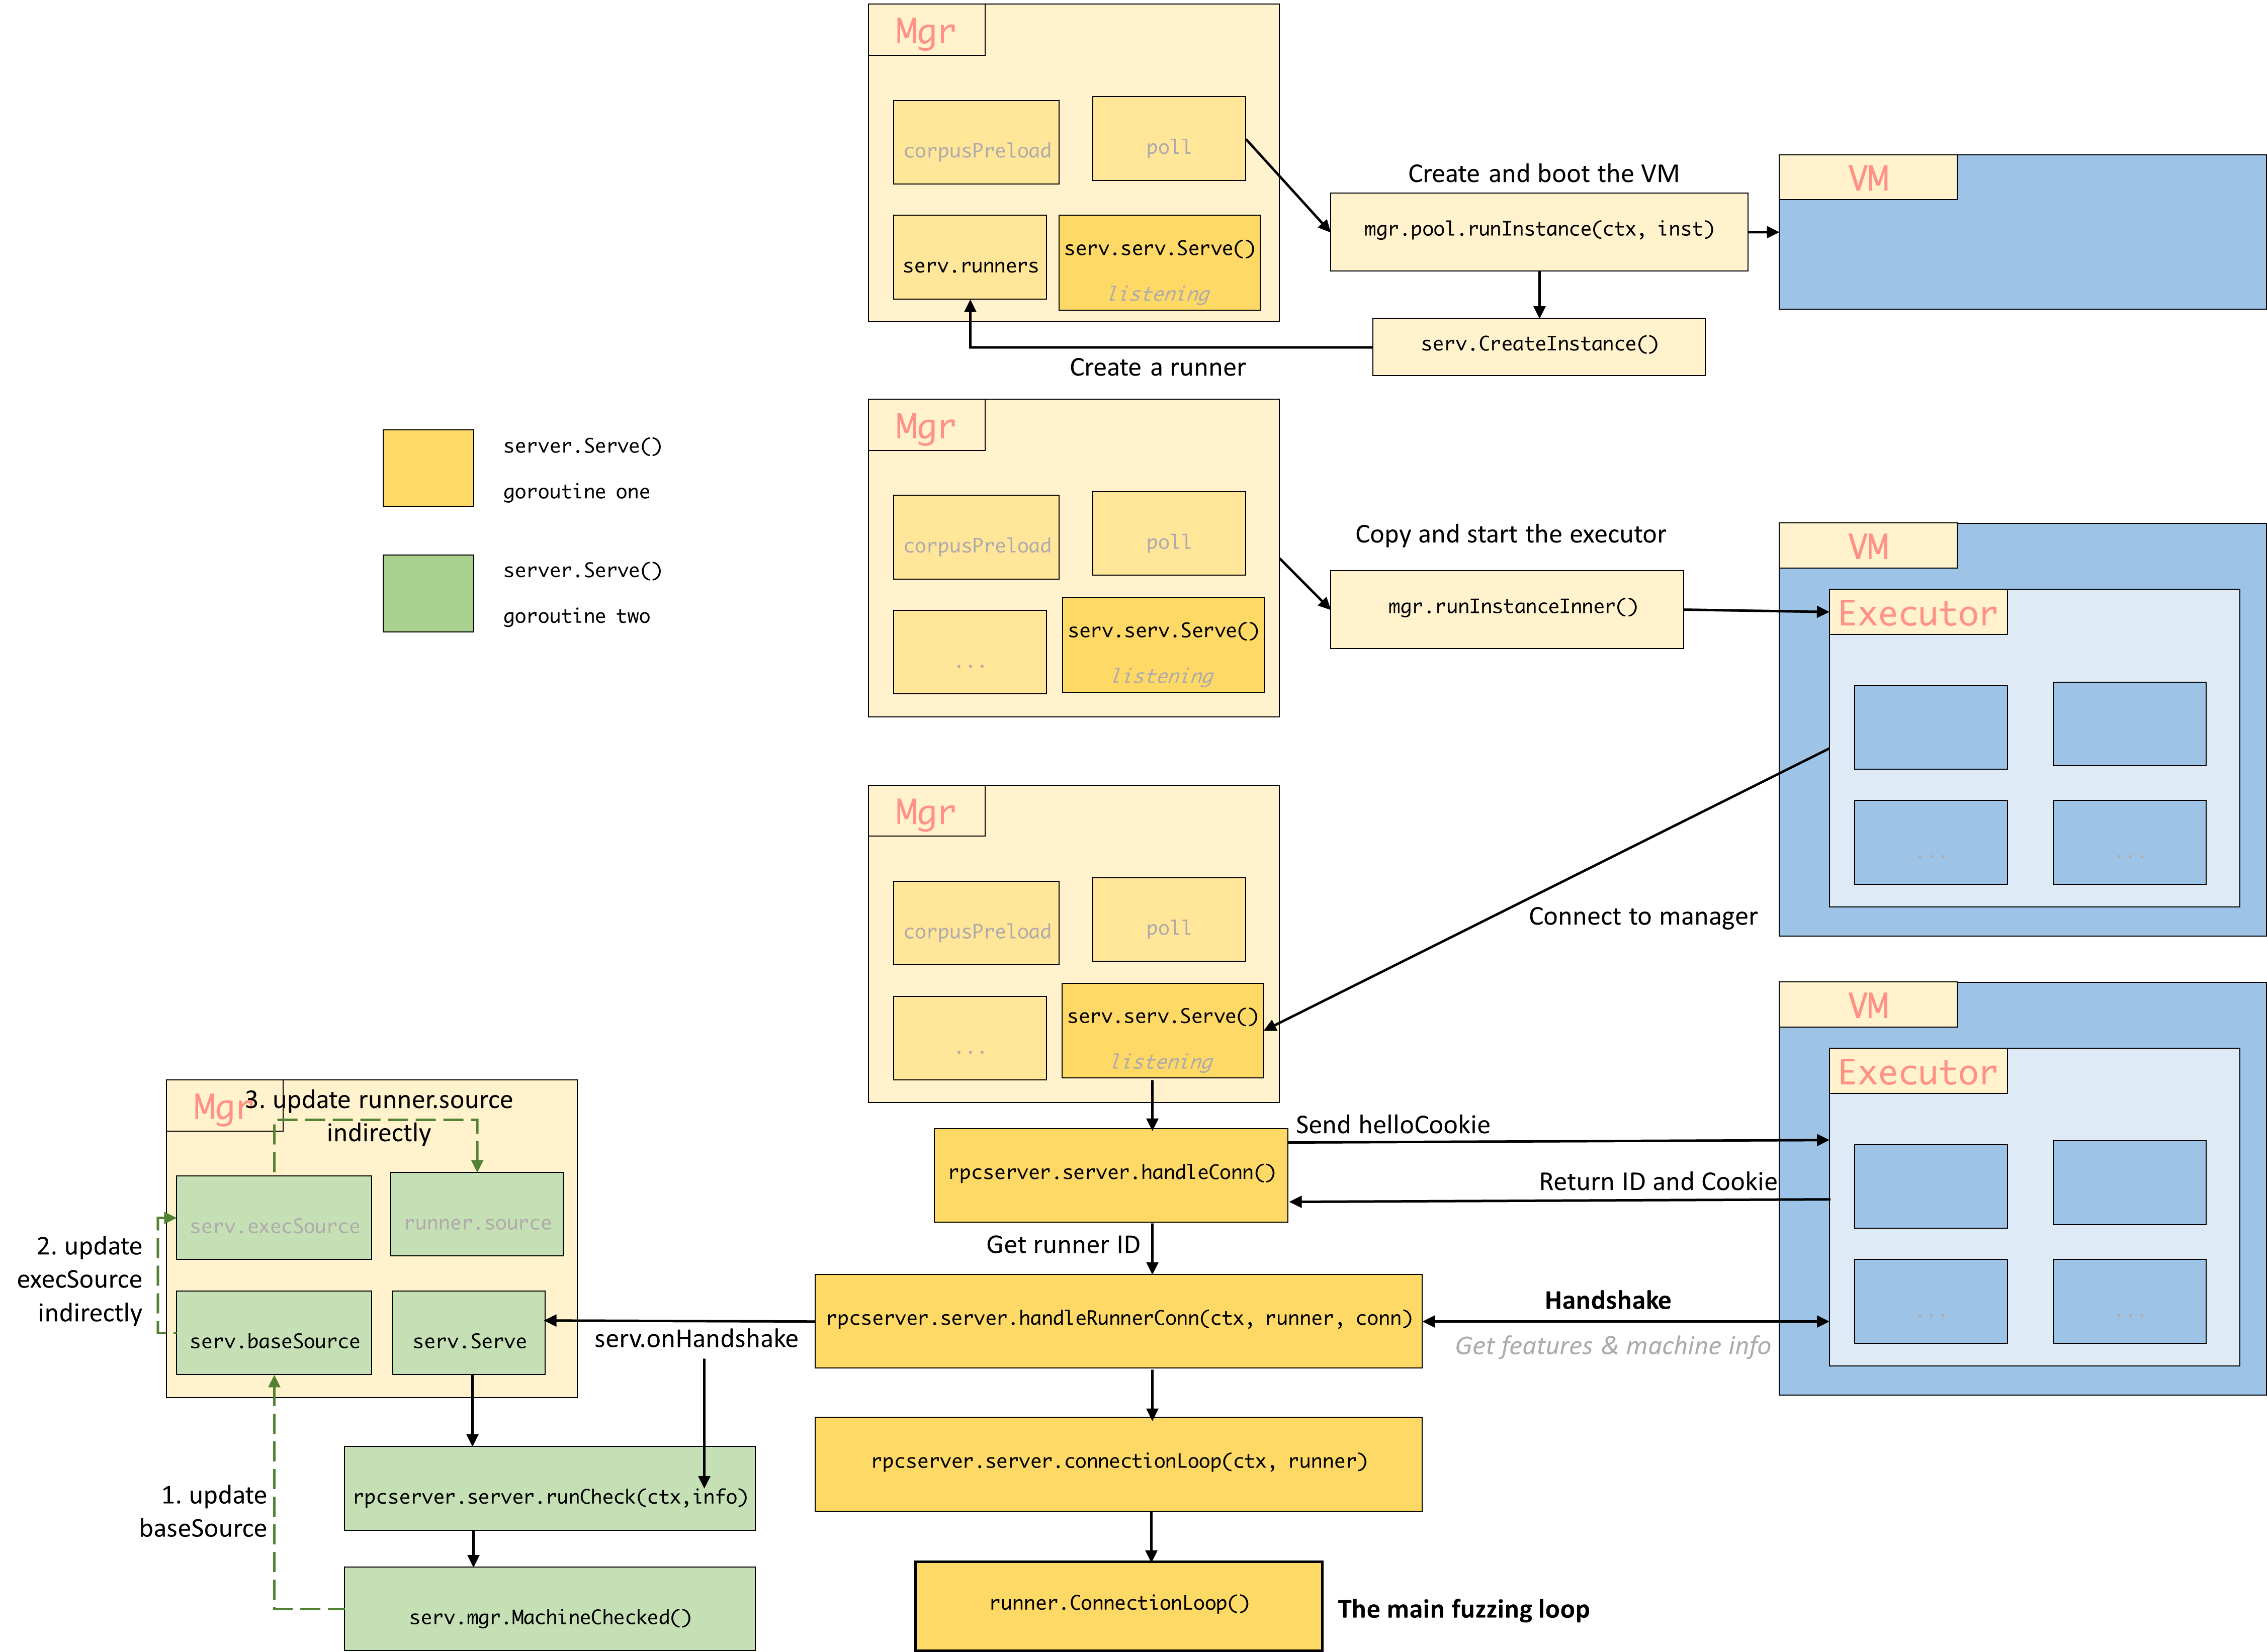 Mgr
corpusPreload
poll
serv.runners
serv.serv.Serve()
listening
Create and boot the VM
mgr.pool.runInstance(ctx, inst)
VM
serv.CreateInstance()
Create a runner
server.Serve()
goroutine one
server.Serve()
goroutine two
Mgr
corpusPreload
poll
...
serv.serv.Serve()
listening
Copy and start the executor
mgr.runInstanceInner()
VM
Executor
...
...
Mgr
corpusPreload
poll
...
serv.serv.Serve()
listening
Connect to manager
VM
Executor
...
...
rpcserver.server.handleConn()
Send helloCookie
Return ID and Cookie
Get runner ID
rpcserver.server.handleRunnerConn(ctx, runner, conn)
Handshake
Get features & machine info
Mgr
3. update runner.source
indirectly
serv.execSource
runner.source
2. update
execSource
indirectly
serv.baseSource
serv.Serve
serv.onHandshake
rpcserver.server.connectionLoop(ctx, runner)
1. update
baseSource
rpcserver.server.runCheck(ctx,info)
serv.mgr.MachineChecked()
runner.ConnectionLoop()
The main fuzzing loop